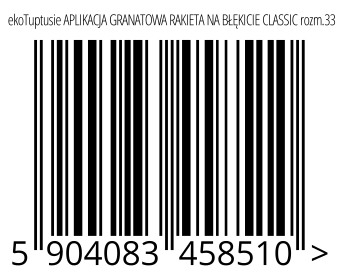 ekoTuptusie APLIKACJA GRANATOWA RAKIETA NA BŁĘKICIE CLASSIC rozm.33
5 904083 458510 >